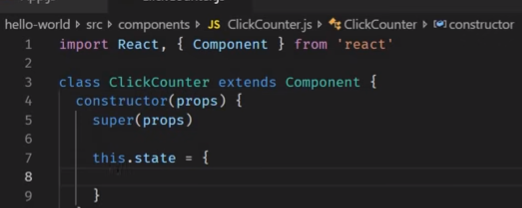 hello-world > src > components > JS ClickCounter.js > ClickCounter > constructor
1 import React, { Component } from 'react'
2
3 class ClickCounter extends Component {
4 constructor(props) {
5 super(props)
6
7 this.state = {
8
9 }